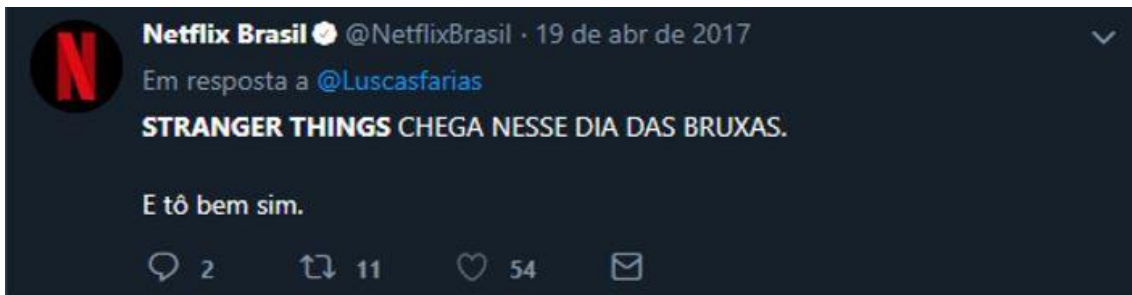 N
Netflix Brasil @NetflixBrasil · 19 de abr de 2017
Em resposta a @Luscasfarias
STRANGER THINGS CHEGA NESSE DIA DAS BRUXAS.
E tô bem sim.
2 11 54